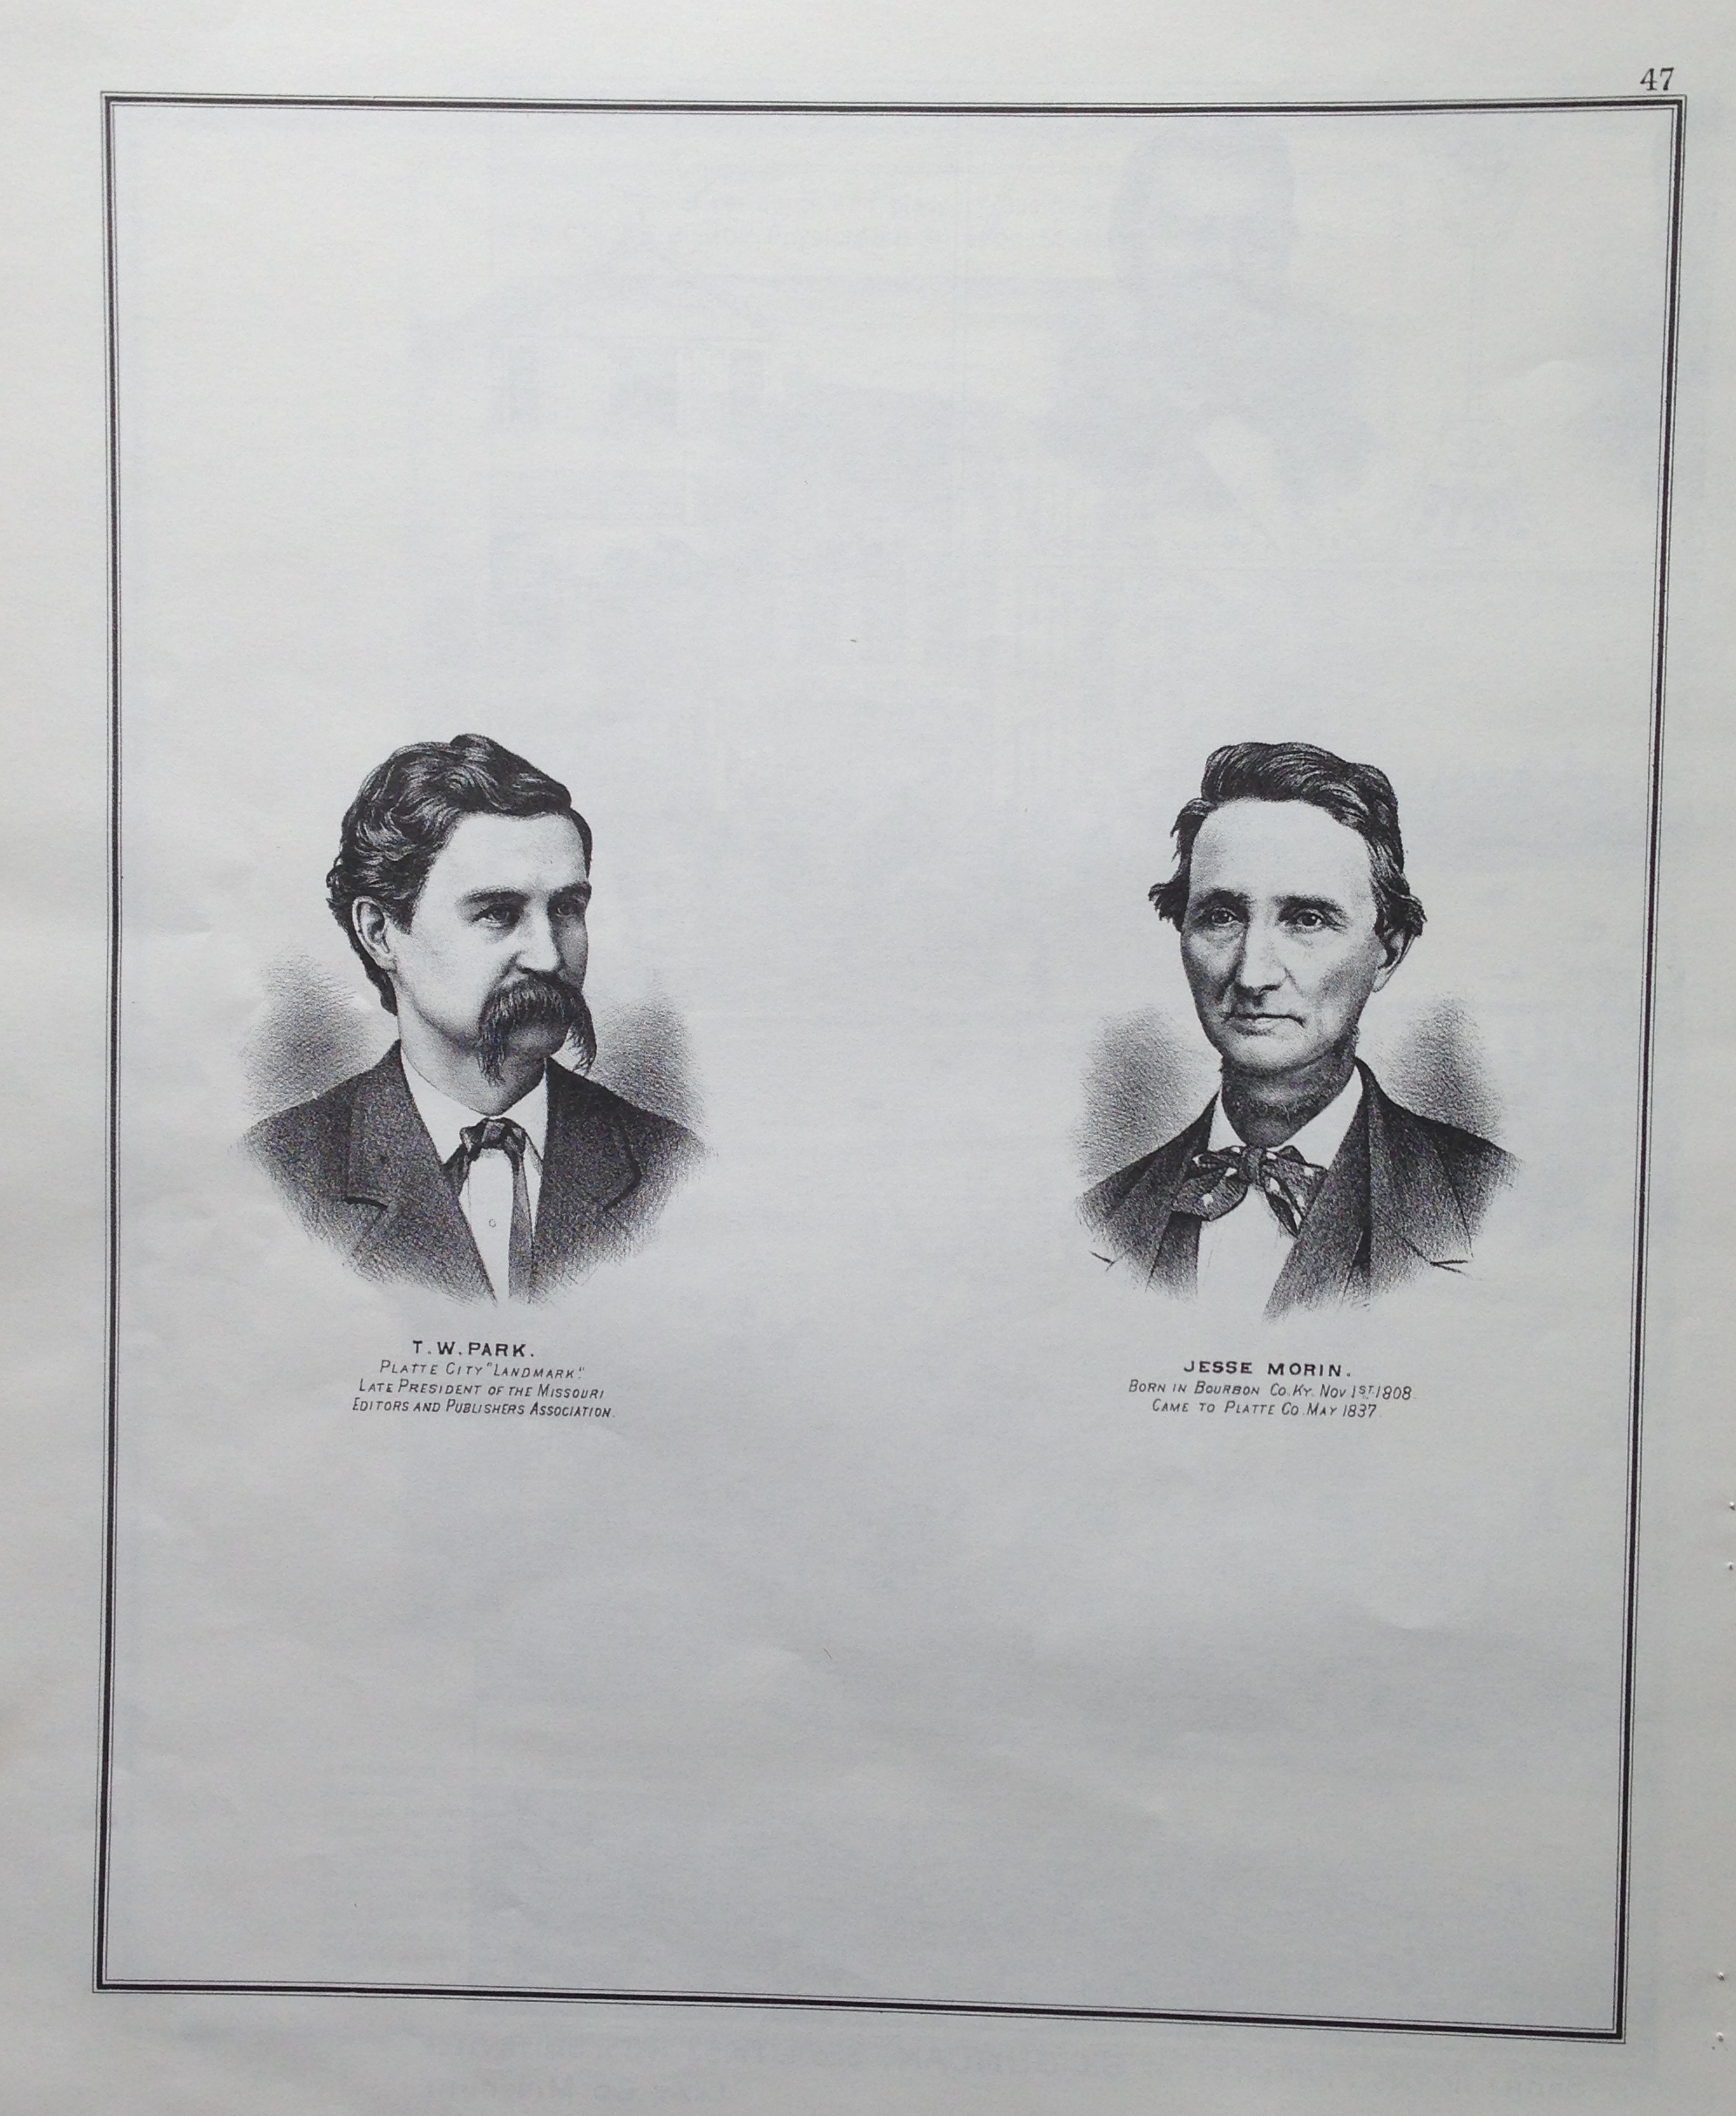 47
T. W. PARK.
PLATTE CITY "LANDMARK."
LATE PRESIDENT OF THE MISSOURI
EDITORS AND PUBLISHERS ASSOCIATION.
JESSE MORIN.
BORN IN BOURBON CO. KY. NOV 1ST 1808.
CAME TO PLATTE CO. MAY 1837.